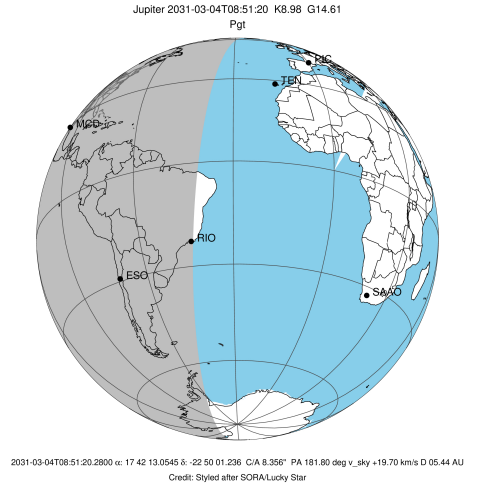 Jupiter 2031-03-04T08:51:20 K8.98 G14.61
Pgt
PIC
TEN
MCD
RIO
ESO
SAAO
2031-03-04T08:51:20.2800 α: 17 42 13.0545 δ: -22 50 01.236 C/A 8.356" PA 181.80 deg v_sky +19.70 km/s D 05.44 AU
Credit: Styled after SORA/Lucky Star